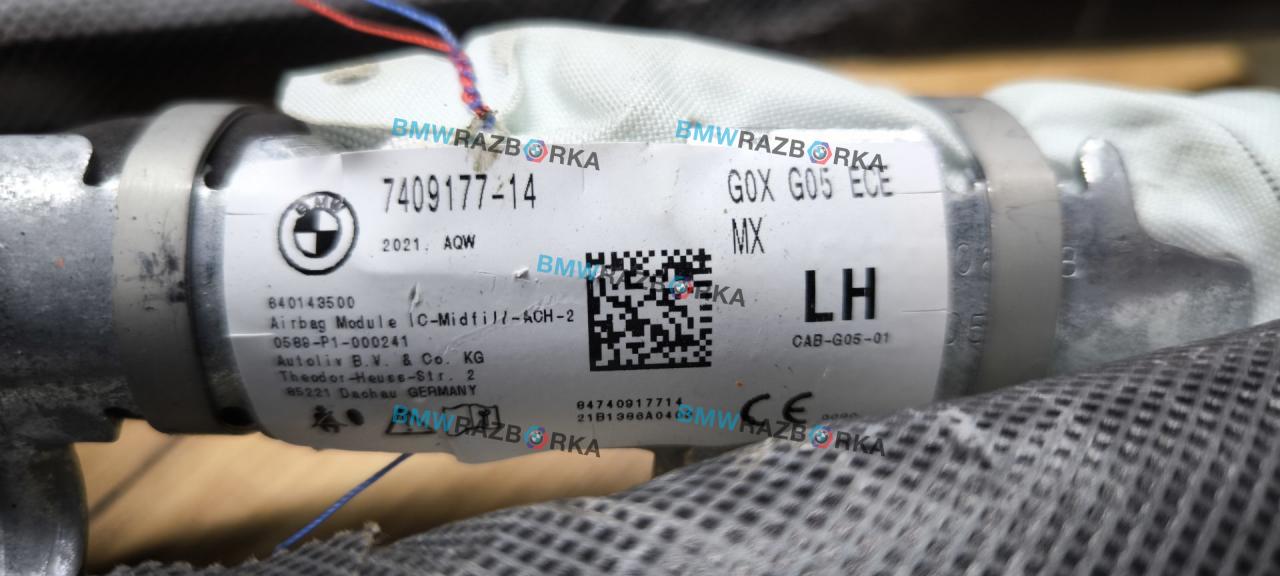 BMWRAZBORKA
BMWRAZBORKA
7409177-14
G0X G05 ECE
MX
BMW
2021. AQW
BMWRAZBORKA
LH
CAB-G05-01
640143500
Airbag Module IC-Midfill-ACH-2
0589-P1-000241
Autoliv B.V. & Co. KG
Theodor-Heuss-Str. 2
85221 Dachau GERMANY
84740917714
CE
BMWRAZBORKA
BMWRAZBORKA